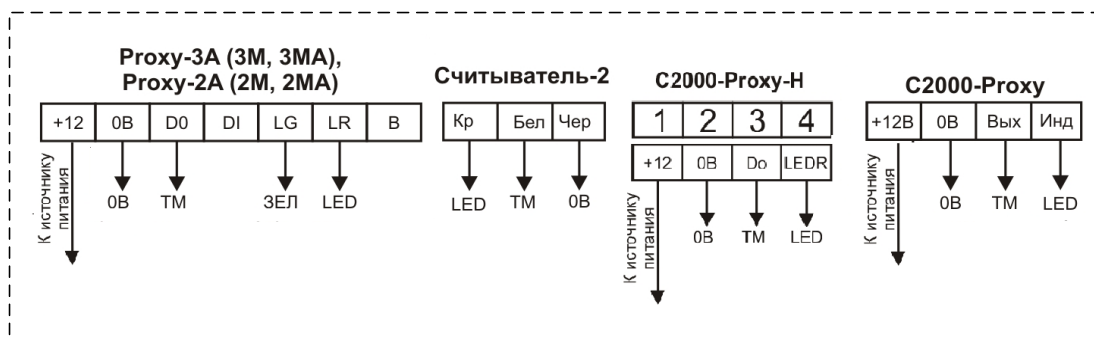 Proxy-3A (3M, 3MA),
Proxy-2A (2M, 2MA)
+12 0В D0 DI LG LR B
К источнику
питания
0В ТМ ЗЕЛ LED
Считыватель-2
Кр Бел Чер
LED ТМ 0В
С2000-Proxy-H
1 2 3 4
+12 0В Do LEDR
К источнику
питания
0В ТМ LED
С2000-Proxy
+12В 0В Вых Инд
К источнику
питания
0В ТМ LED